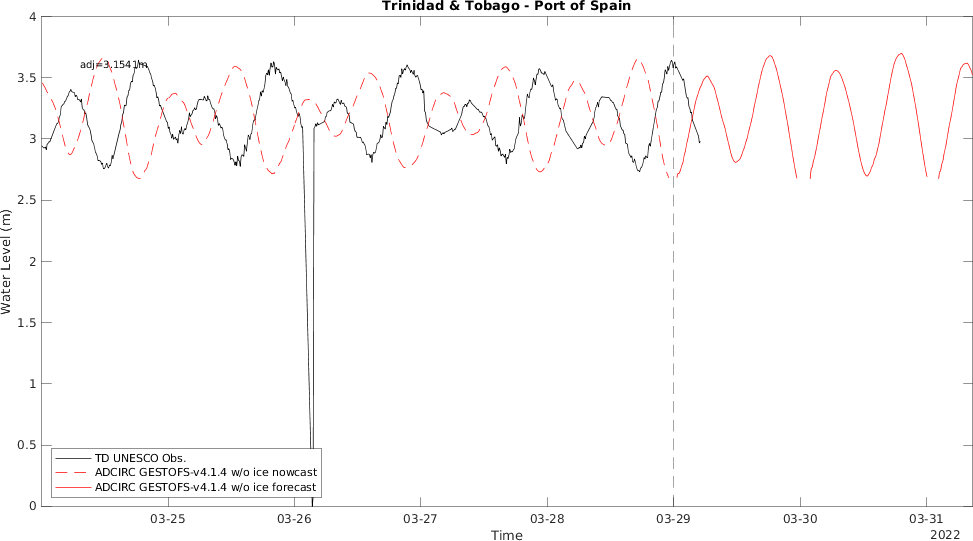 Trinidad & Tobago - Port of Spain
adj=3.1541m
Water Level (m)
4
3.5
3
2.5
2
1.5
1
0.5
0
TD UNESCO Obs.
ADCIRC GESTOFS-v4.1.4 w/o ice nowcast
ADCIRC GESTOFS-v4.1.4 w/o ice forecast
03-25 03-26 03-27 03-28 03-29 03-30 03-31
Time
2022